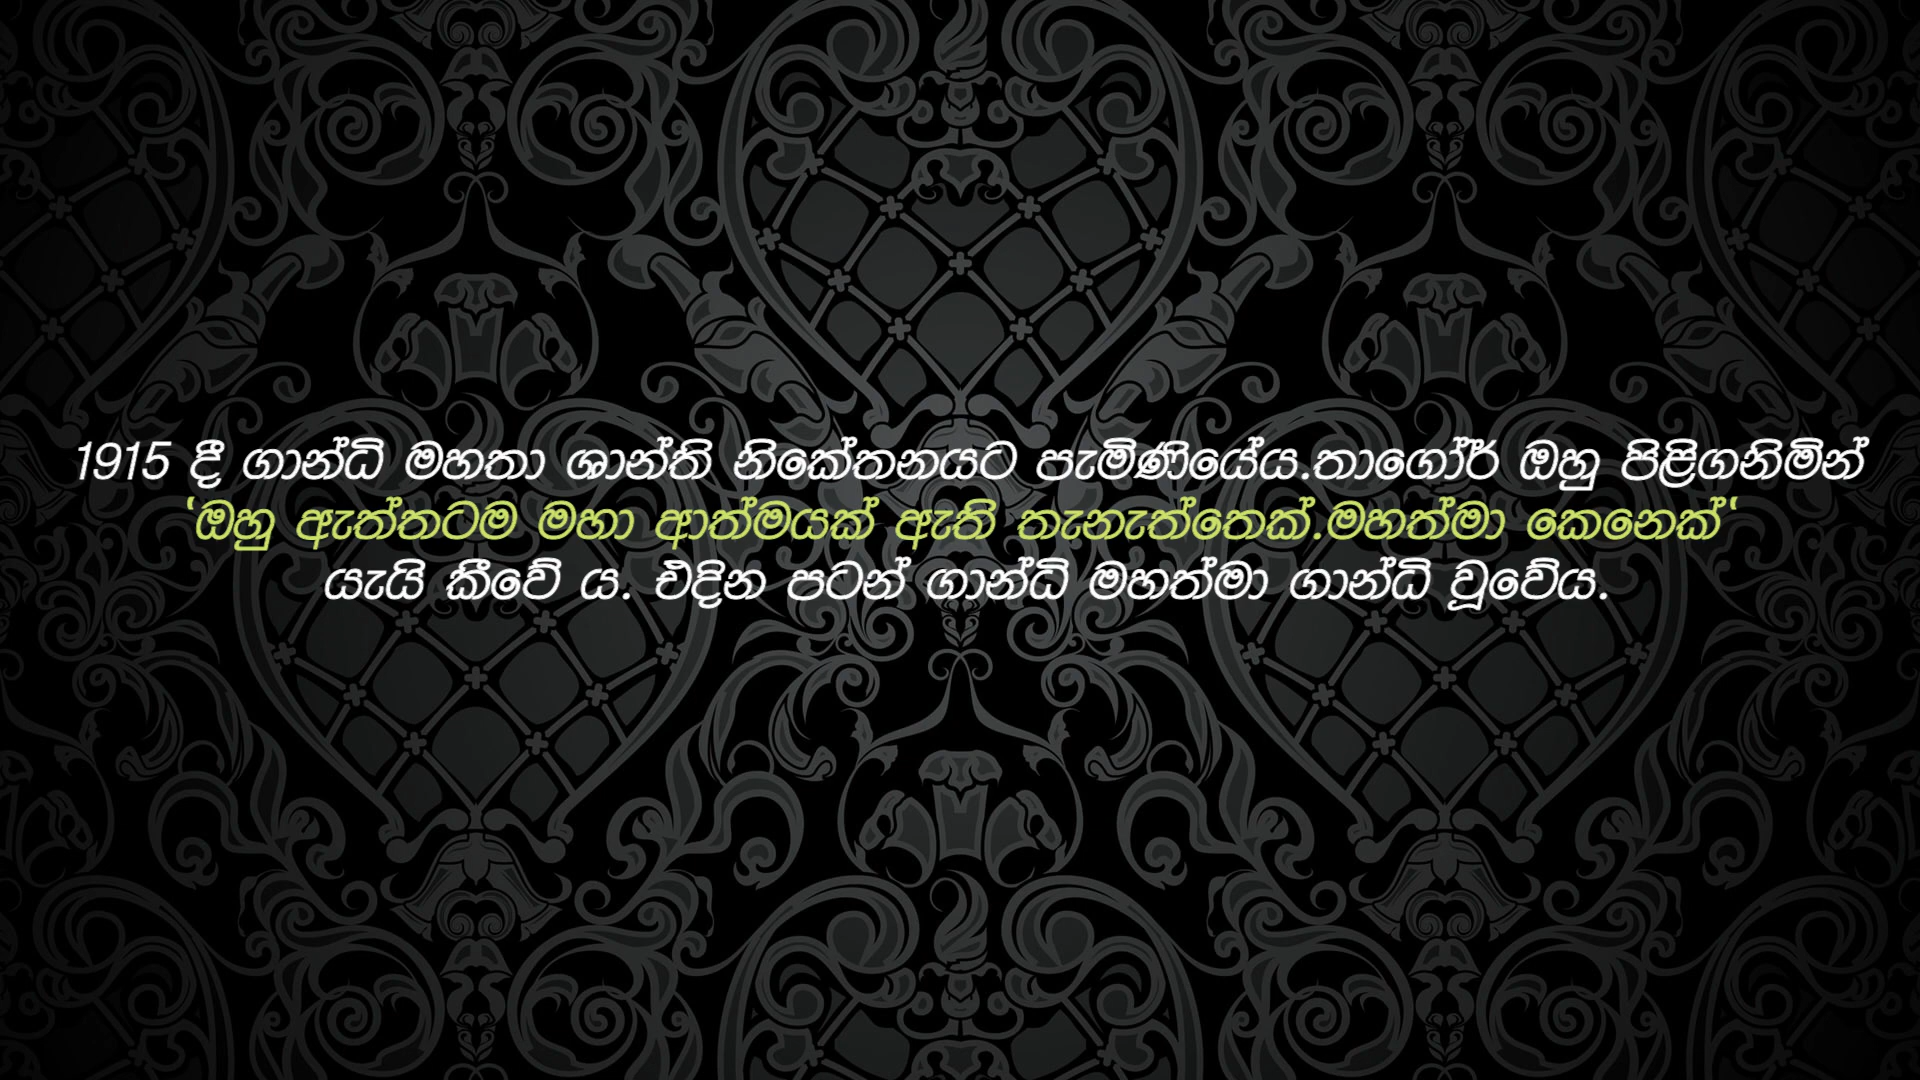 1915 දී ගාන්ධි මහතා ශාන්ති නිකේතනයට පැමිණියේය.තාගෝර් ඔහු පිළිගනිමින්
‘ඔහු ඇත්තටම මහා ආත්මයක් ඇති තැනැත්තෙක්.මහත්මා කෙනෙක්‘
යැයි කීවේ ය. එදින පටන් ගාන්ධි මහත්මා ගාන්ධි වූවේය.